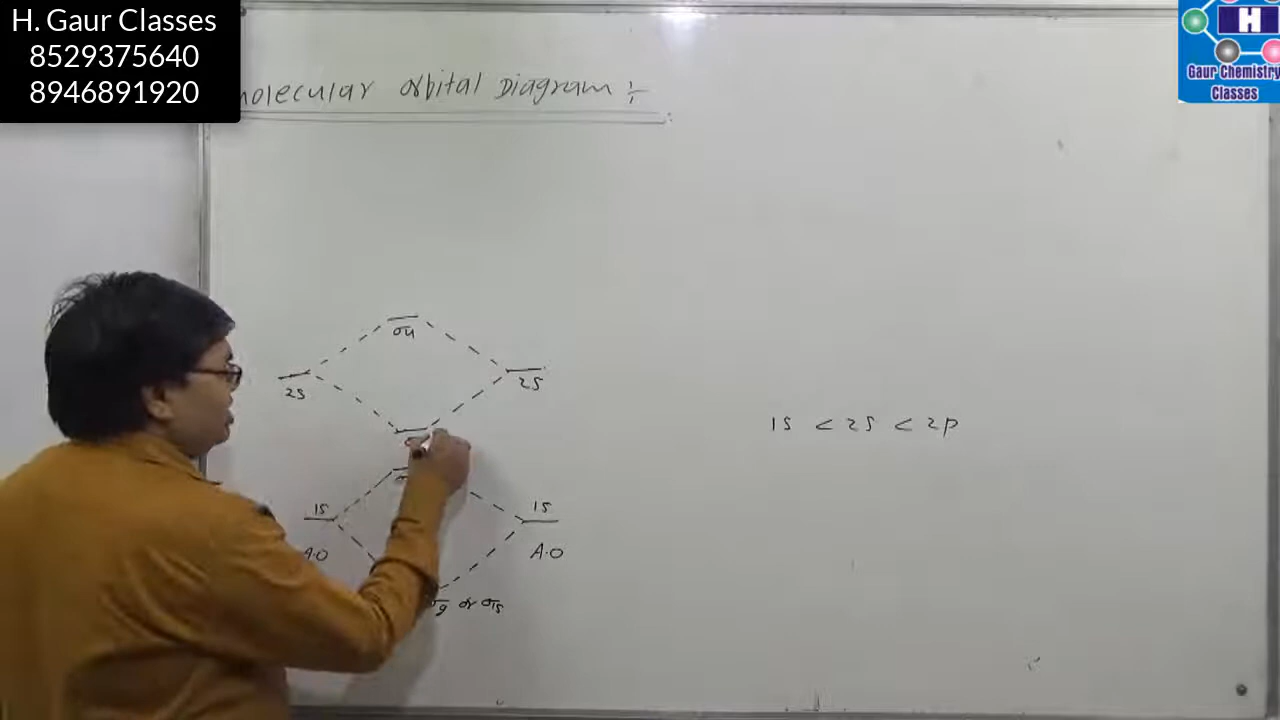 H. Gaur Classes
8529375640
8946891920
H
Gaur Chemistry
Classes
molecular orbital Diagram :-
σu
2s 2s
1s < 2s < 2p
1s 1s
A.O A.O
σg or σ1s